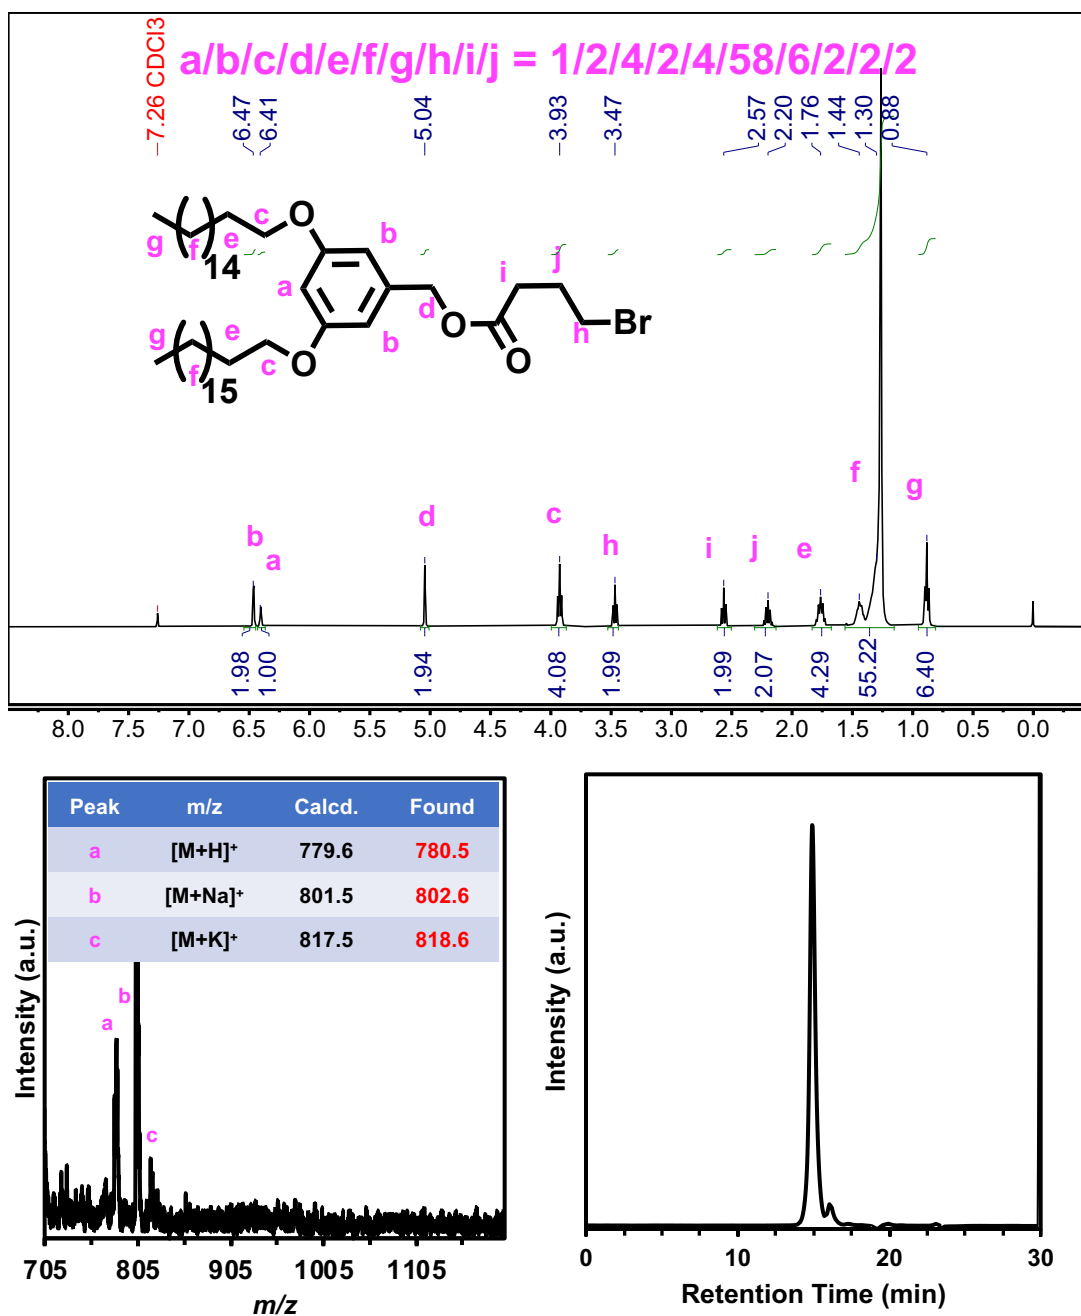 a/b/c/d/e/f/g/h/i/j = 1/2/4/2/4/58/6/2/2/2
7.26 CDCl3
6.47
6.41
5.04
3.93
3.47
2.57
2.20
1.76
1.44
1.30
0.88
g f 14 e c O b
a i j
d O O h Br
g f 15 e c O b
b a d c h i j e f g
1.98
1.00
1.94
4.08
1.99
1.99
2.07
4.29
55.22
6.40
8.0 7.5 7.0 6.5 6.0 5.5 5.0 4.5 4.0 3.5 3.0 2.5 2.0 1.5 1.0 0.5 0.0
Peak m/z Calcd. Found
a [M+H]+ 779.6 780.5
b [M+Na]+ 801.5 802.6
c [M+K]+ 817.5 818.6
a b c
Intensity (a.u.)
705 805 905 1005 1105
m/z
Intensity (a.u.)
0 10 20 30
Retention Time (min)